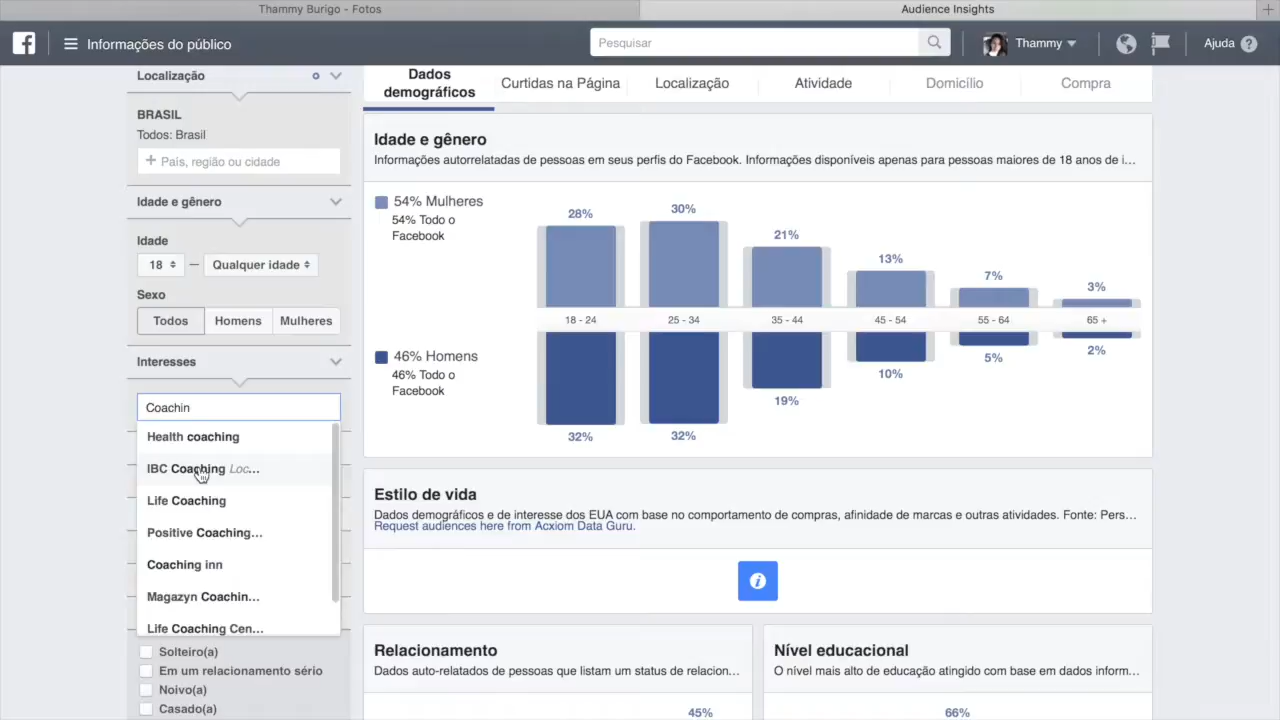 Thammy Burigo - Fotos
Audience Insights
Informações do público
Pesquisar
Thammy
Ajuda
Localização
BRASIL
Todos: Brasil
+ País, região ou cidade
Idade e gênero
Idade
18 — Qualquer idade
Sexo
Todos Homens Mulheres
Interesses
Coachin
Health coaching
IBC Coaching Loc...
Life Coaching
Positive Coaching...
Coaching inn
Magazyn Coachin...
Life Coaching Cen...
Solteiro(a)
Em um relacionamento sério
Noivo(a)
Casado(a)
Dados demográficos
Curtidas na Página
Localização
Atividade
Domicílio
Compra
Idade e gênero
Informações autorrelatadas de pessoas em seus perfis do Facebook. Informações disponíveis apenas para pessoas maiores de 18 anos de i...
54% Mulheres
54% Todo o
Facebook
28% 30% 21% 13% 7% 3%
18 - 24 25 - 34 35 - 44 45 - 54 55 - 64 65 +
46% Homens
46% Todo o
Facebook
32% 32% 19% 10% 5% 2%
Estilo de vida
Dados demográficos e de interesse dos EUA com base no comportamento de compras, afinidade de marcas e outras atividades. Fonte: Pers...
Request audiences here from Acxiom Data Guru.
Relacionamento
Dados auto-relatados de pessoas que listam um status de relacion...
45%
Nível educacional
O nível mais alto de educação atingido com base em dados inform...
66%